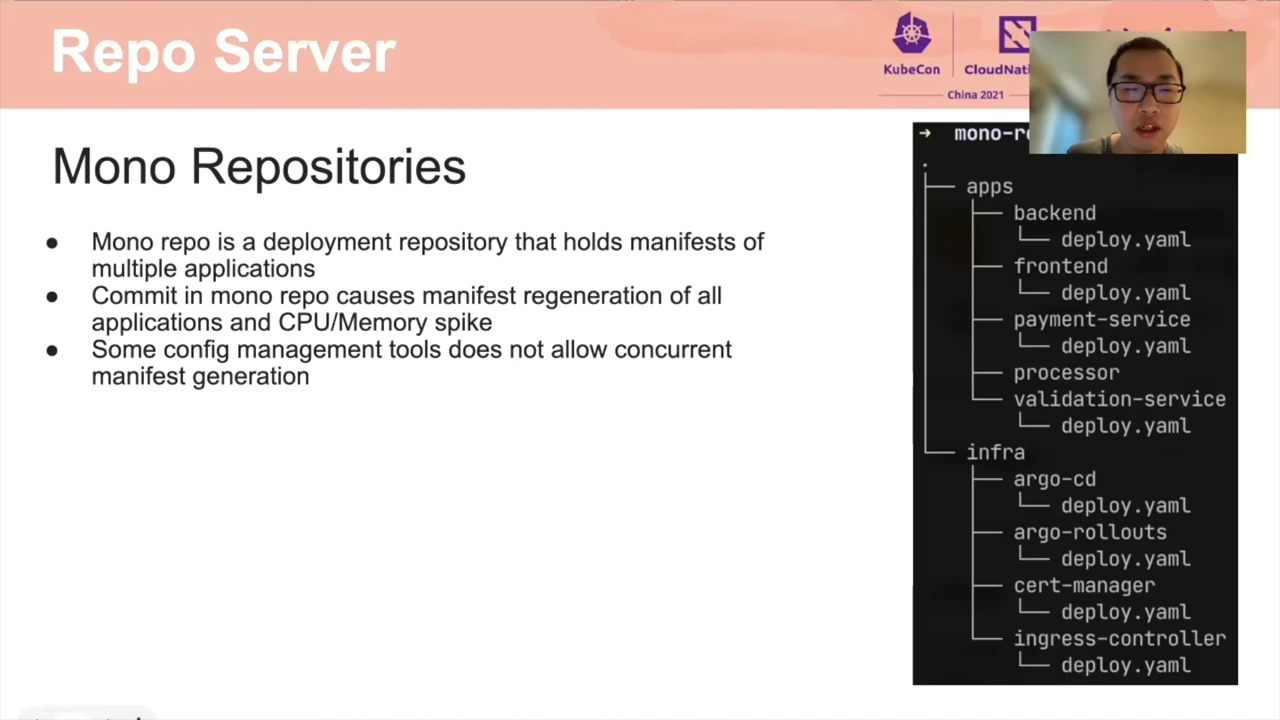 Repo Server
KubeCon
CloudNati
China 2021
Mono Repositories
● Mono repo is a deployment repository that holds manifests of
multiple applications
● Commit in mono repo causes manifest regeneration of all
applications and CPU/Memory spike
● Some config management tools does not allow concurrent
manifest generation
→ mono-re
.
├── apps
│   ├── backend
│   │   └── deploy.yaml
│   ├── frontend
│   │   └── deploy.yaml
│   ├── payment-service
│   │   └── deploy.yaml
│   ├── processor
│   └── validation-service
│       └── deploy.yaml
└── infra
    ├── argo-cd
    │   └── deploy.yaml
    ├── argo-rollouts
    │   └── deploy.yaml
    ├── cert-manager
    │   └── deploy.yaml
    └── ingress-controller
        └── deploy.yaml